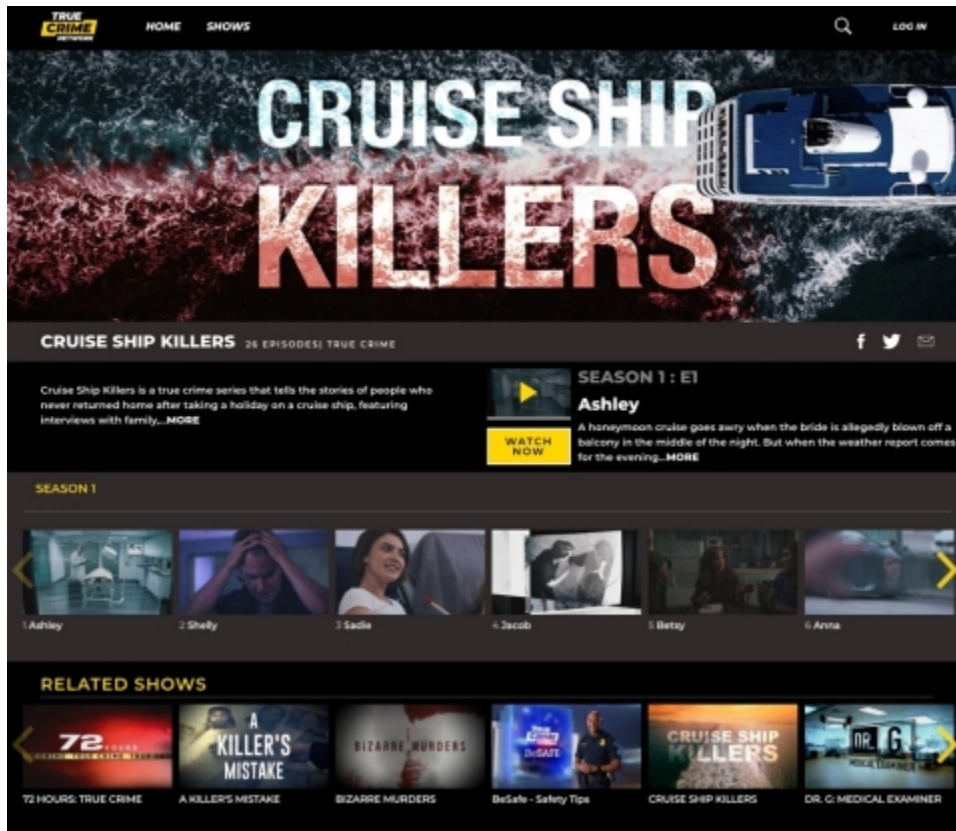 TRUE
CRIME
NETWORK
HOME SHOWS
LOG IN
CRUISE SHIP
KILLERS
CRUISE SHIP KILLERS 26 EPISODES| TRUE CRIME
Cruise Ship Killers is a true crime series that tells the stories of people who
never returned home after taking a holiday on a cruise ship, featuring
interviews with family,...MORE
SEASON 1 : E1
Ashley
A honeymoon cruise goes awry when the bride is allegedly blown off a
balcony in the middle of the night. But when the weather report comes
for the evening...MORE
WATCH
NOW
SEASON 1
1 Ashley 2 Shelly 3 Sadie 4 Jacob 5 Betsy 6 Anna
RELATED SHOWS
72 HOURS
A
KILLER'S
MISTAKE
BIZARRE MURDERS
TRUE
CRIME
BeSAFE
CRUISE SHIP
KILLERS
DR. G
MEDICAL EXAMINER
72 HOURS: TRUE CRIME A KILLER'S MISTAKE BIZARRE MURDERS BeSafe - Safety Tips CRUISE SHIP KILLERS DR. G: MEDICAL EXAMINER